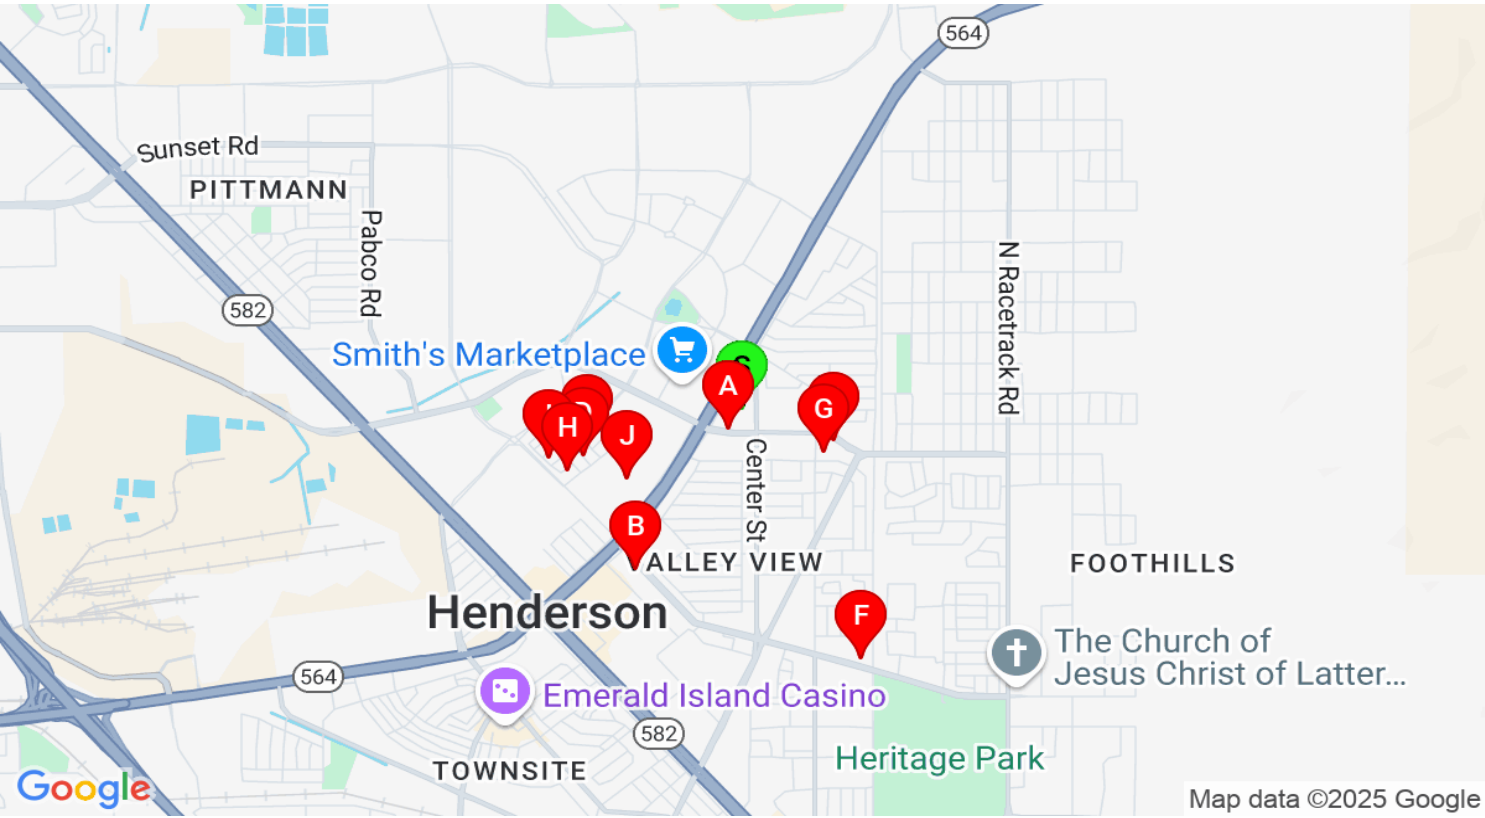 564
Sunset Rd
PITTMANN
Pabco Rd
N Racetrack Rd
582
Smith's Marketplace
S
A
G
H
J
Center St
B
ALLEY VIEW
FOOTHILLS
Henderson
F
The Church of
Jesus Christ of Latter...
564
Emerald Island Casino
582
Heritage Park
TOWNSITE
Google
Map data ©2025 Google